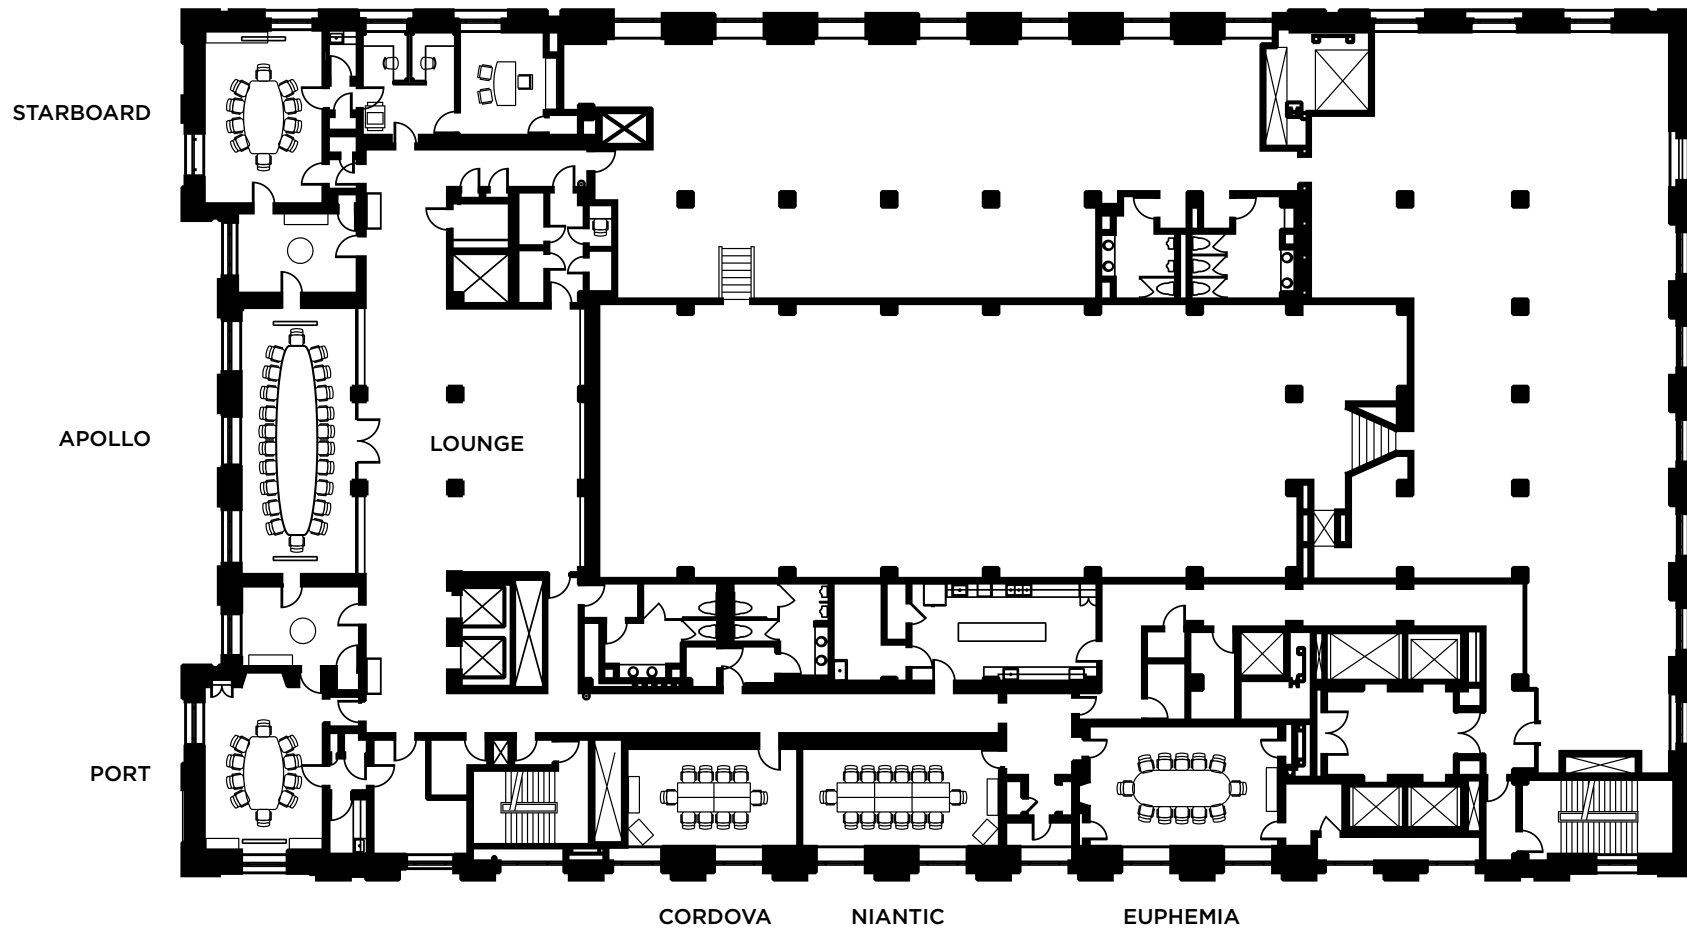 STARBOARD
APOLLO
LOUNGE
PORT
CORDOVA
NIANTIC
EUPHEMIA